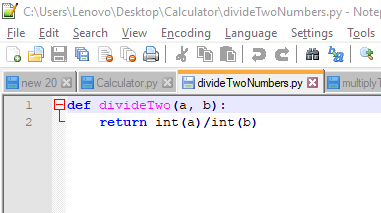 C:\Users\Lenovo\Desktop\Calculator\divideTwoNumbers.py - Notep
File Edit Search View Encoding Language Settings Tools
new 20 Calculator.py divideTwoNumbers.py multiplyT
1 def divideTwo(a, b):
2 return int(a)/int(b)